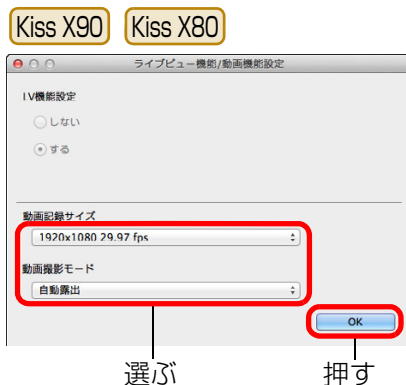 Kiss X90 Kiss X80
ライブビュー機能/動画機能設定
LV機能設定
しない
する
動画記録サイズ
1920x1080 29.97 fps
動画撮影モード
自動露出
OK
選ぶ 押す